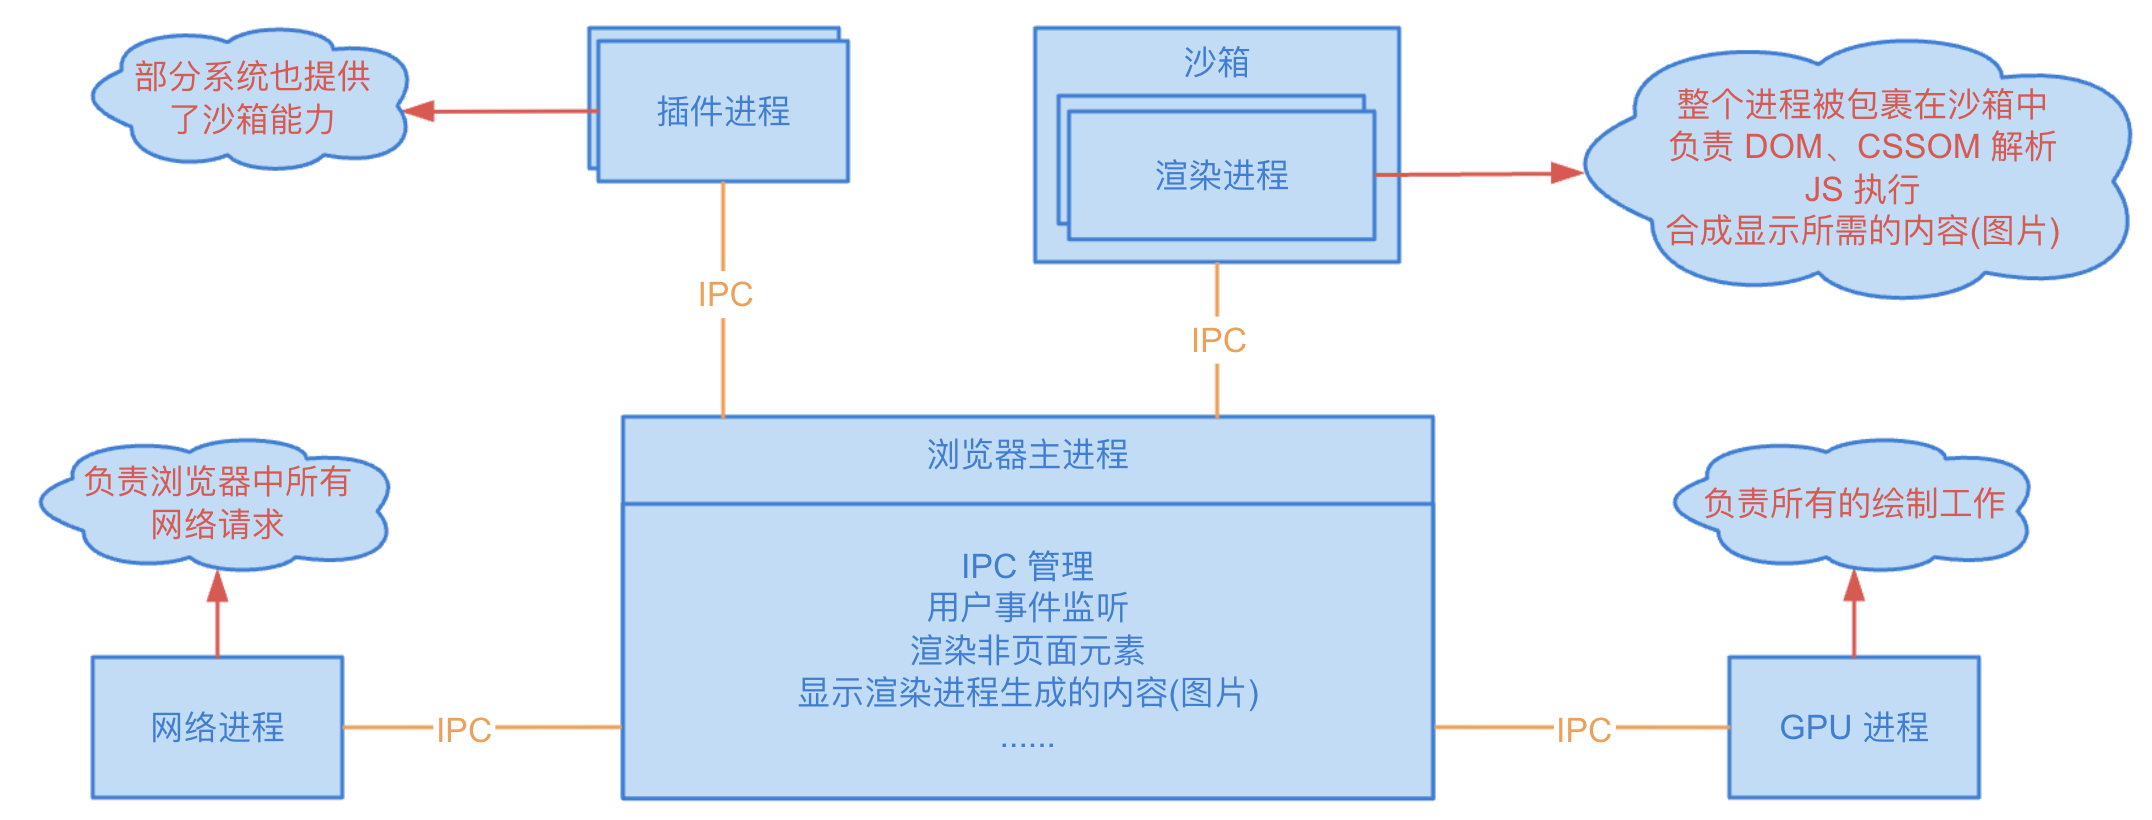 部分系统也提供
了沙箱能力
插件进程
沙箱
渲染进程
整个进程被包裹在沙箱中
负责 DOM、CSSOM 解析
JS 执行
合成显示所需的内容(图片)
IPC
IPC
浏览器主进程
IPC 管理
用户事件监听
渲染非页面元素
显示渲染进程生成的内容(图片)
......
负责浏览器中所有
网络请求
网络进程
IPC
IPC
负责所有的绘制工作
GPU 进程